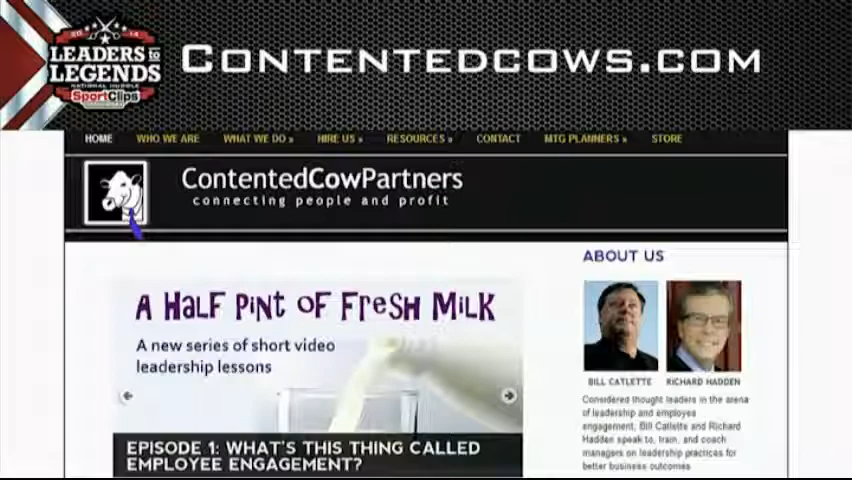 2014
LEADERS to
LEGENDS
NATIONAL HUDDLE
SportClips
CONTENTEDCOWS.COM
HOME WHO WE ARE WHAT WE DO » HIRE US » RESOURCES » CONTACT MTG PLANNERS » STORE
ContentedCowPartners
connecting people and profit
A Half Pint of Fresh Milk
A new series of short video
leadership lessons
EPISODE 1: WHAT'S THIS THING CALLED
EMPLOYEE ENGAGEMENT?
ABOUT US
BILL CATLETTE RICHARD HADDEN
Considered thought leaders in the arena
of leadership and employee
engagement, Bill Catlette and Richard
Hadden speak to, train, and coach
managers on leadership practices for
better business outcomes